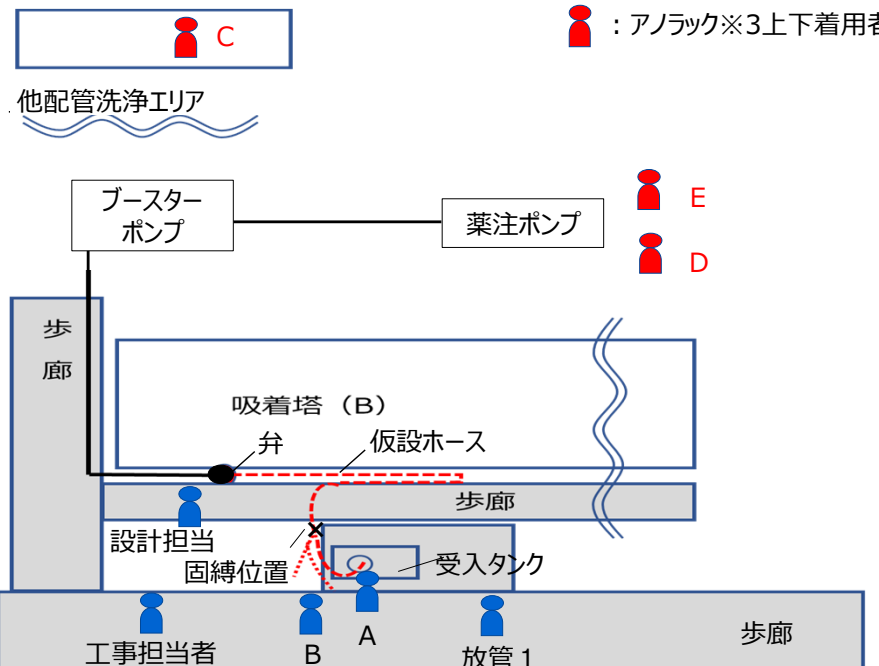 C
：アノラック※3上下着用者
他配管洗浄エリア
ブースター
ポンプ
薬注ポンプ
E
D
歩
廊
吸着塔（B）
弁
仮設ホース
歩廊
設計担当
固縛位置
受入タンク
工事担当者
B
A
放管１
歩廊